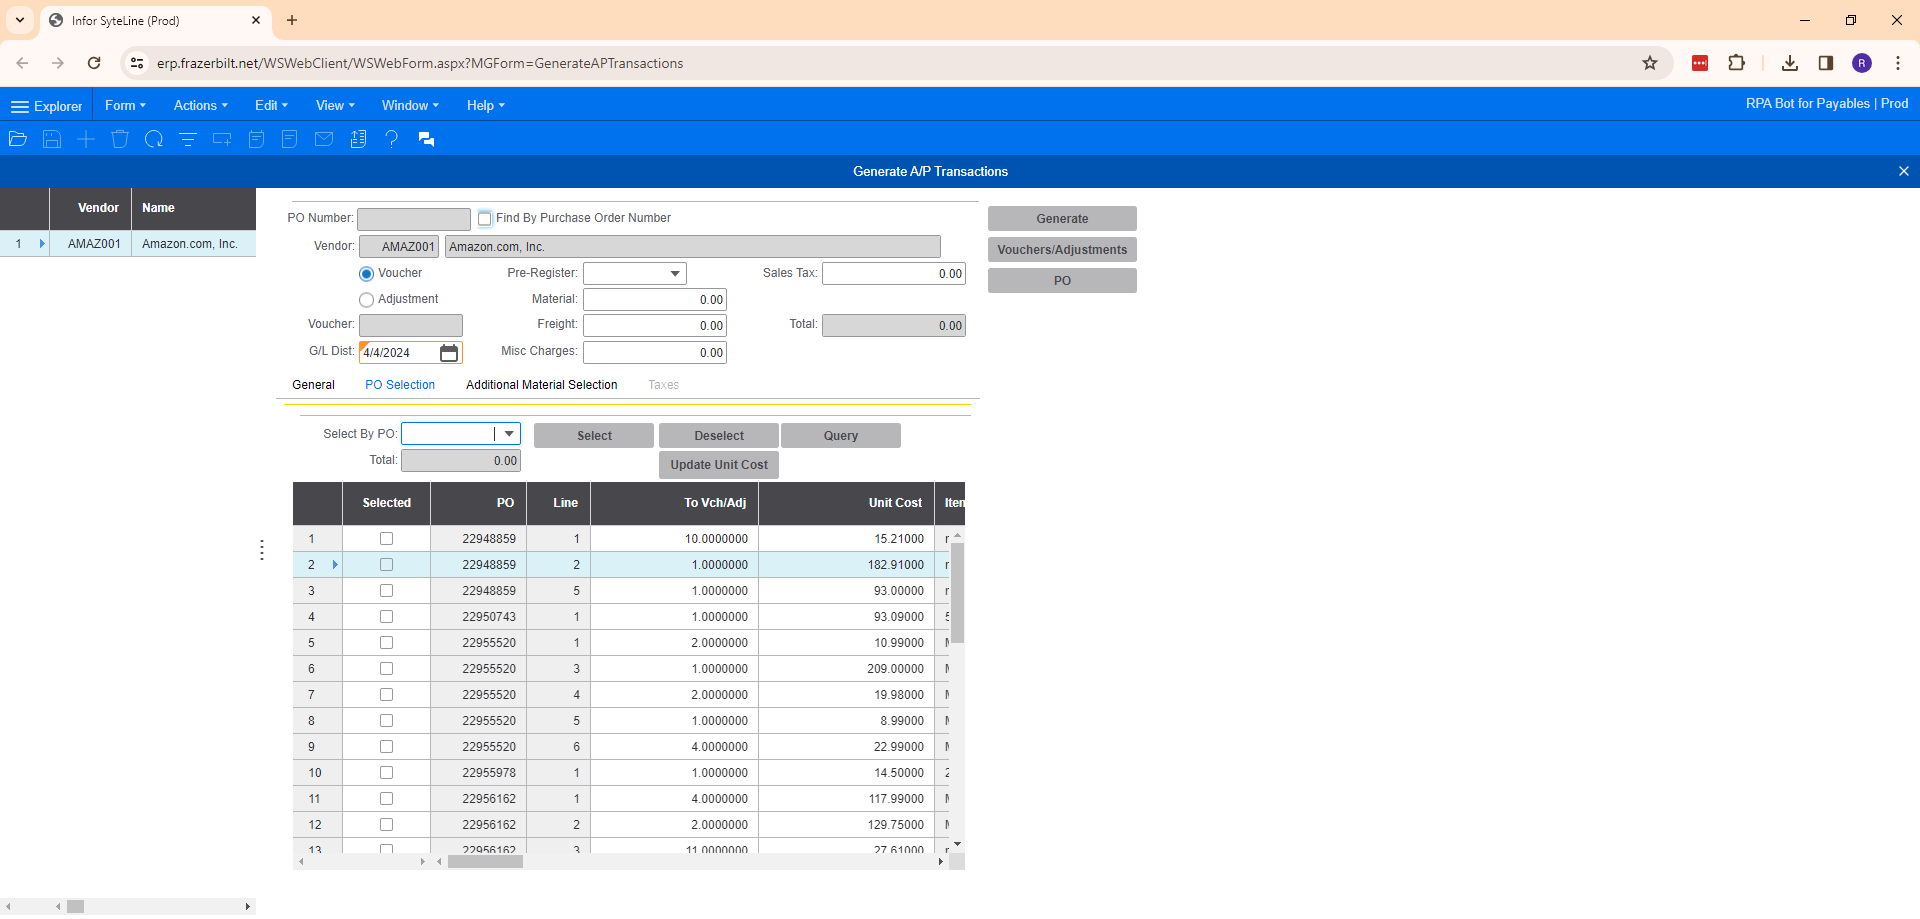 Infor SyteLine (Prod)
erp.frazerbilt.net/WSWebClient/WSWebForm.aspx?MGForm=GenerateAPTransactions
R
Explorer Form Actions Edit View Window Help RPA Bot for Payables | Prod
Generate A/P Transactions
Vendor Name
1 AMAZ001 Amazon.com, Inc.
PO Number: Find By Purchase Order Number Generate
Vendor: AMAZ001 Amazon.com, Inc. Vouchers/Adjustments
Voucher Pre-Register: Sales Tax: 0.00 PO
Adjustment Material: 0.00
Voucher: Freight: 0.00 Total: 0.00
G/L Dist: 4/4/2024 Misc Charges: 0.00
General PO Selection Additional Material Selection Taxes
Select By PO: Select Deselect Query
Total: 0.00 Update Unit Cost
Selected PO Line To Vch/Adj Unit Cost Iten
1 22948859 1 10.0000000 15.21000
2 22948859 2 1.0000000 182.91000
3 22948859 5 1.0000000 93.00000
4 22950743 1 1.0000000 93.09000 5
5 22955520 1 2.0000000 10.99000
6 22955520 3 1.0000000 209.00000
7 22955520 4 2.0000000 19.98000
8 22955520 5 1.0000000 8.99000
9 22955520 6 4.0000000 22.99000
10 22955978 1 1.0000000 14.50000 2
11 22956162 1 4.0000000 117.99000
12 22956162 2 2.0000000 129.75000
13 22956162 3 11.0000000 27.61000